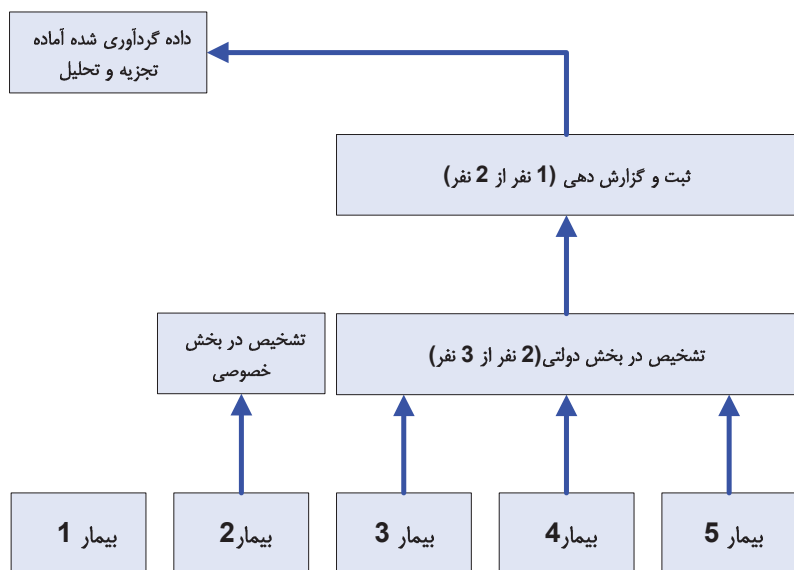 داده گردآوری شده آماده
تجزیه و تحلیل
ثبت و گزارش دهی (1 نفر از 2 نفر)
تشخیص در بخش دولتی(2 نفر از 3 نفر)
تشخیص در بخش
خصوصی
بیمار 5
بیمار4
بیمار 3
بیمار2
بیمار 1